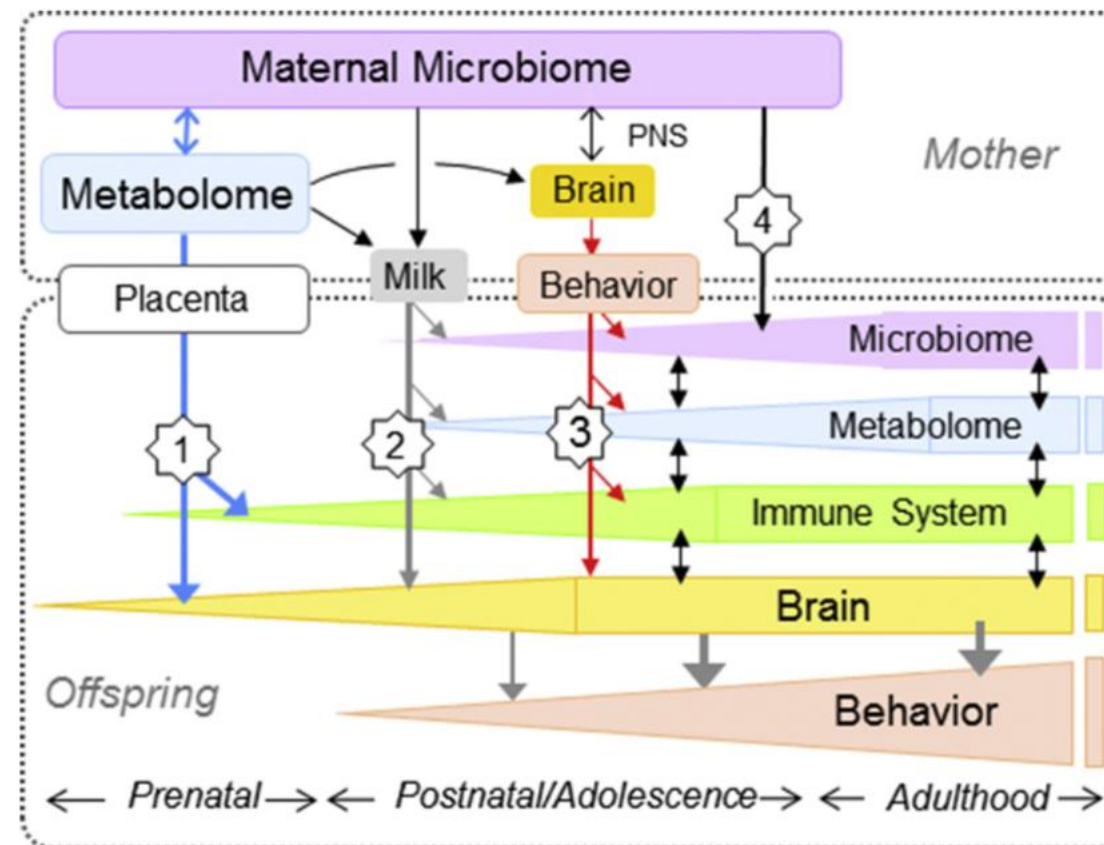 Maternal Microbiome
PNS
Mother
Metabolome
Brain
4
Milk
Behavior
Placenta
Microbiome
Metabolome
1
2
3
Immune System
Brain
Offspring
Behavior
Prenatal
Postnatal/Adolescence
Adulthood